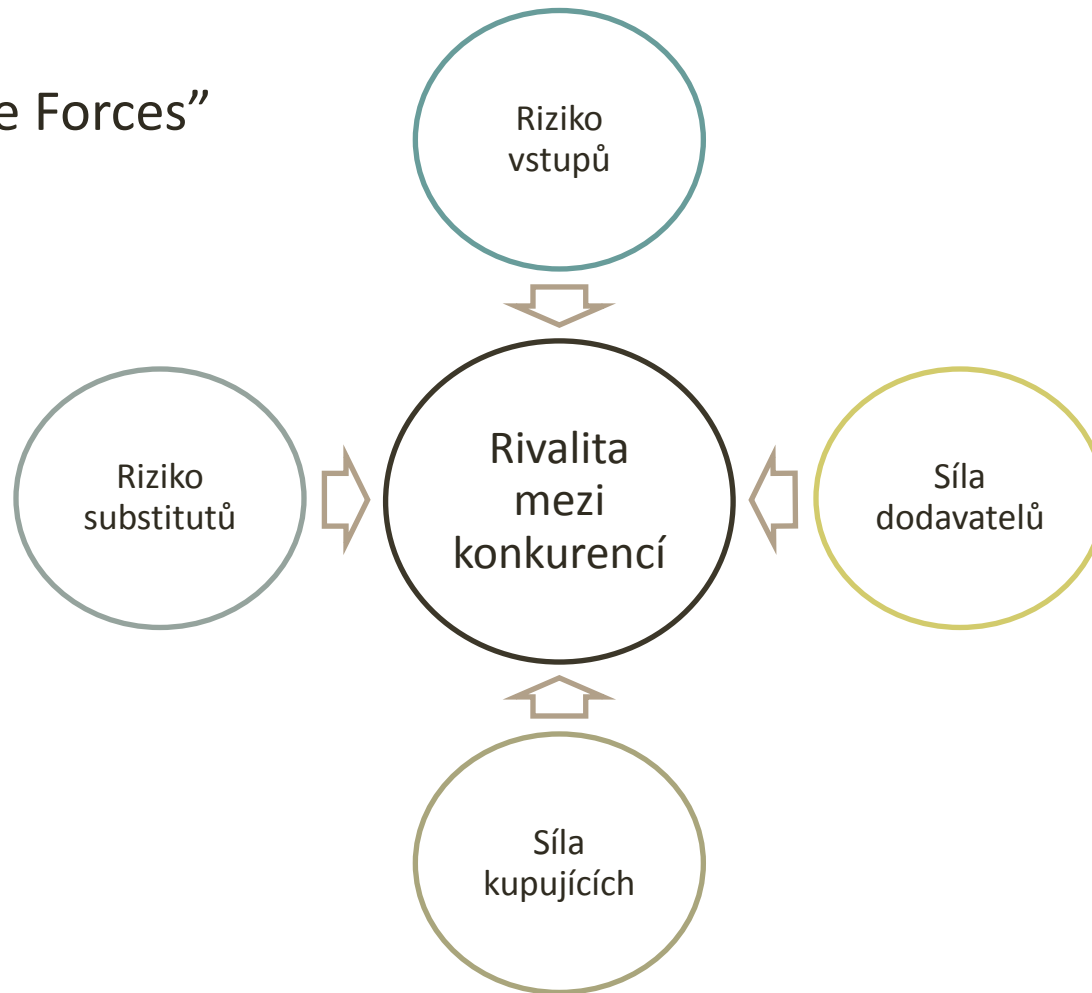 e Forces”
Riziko
vstupů
Riziko
substitutů
Rivalita
mezi
konkurencí
Síla
dodavatelů
Síla
kupujících